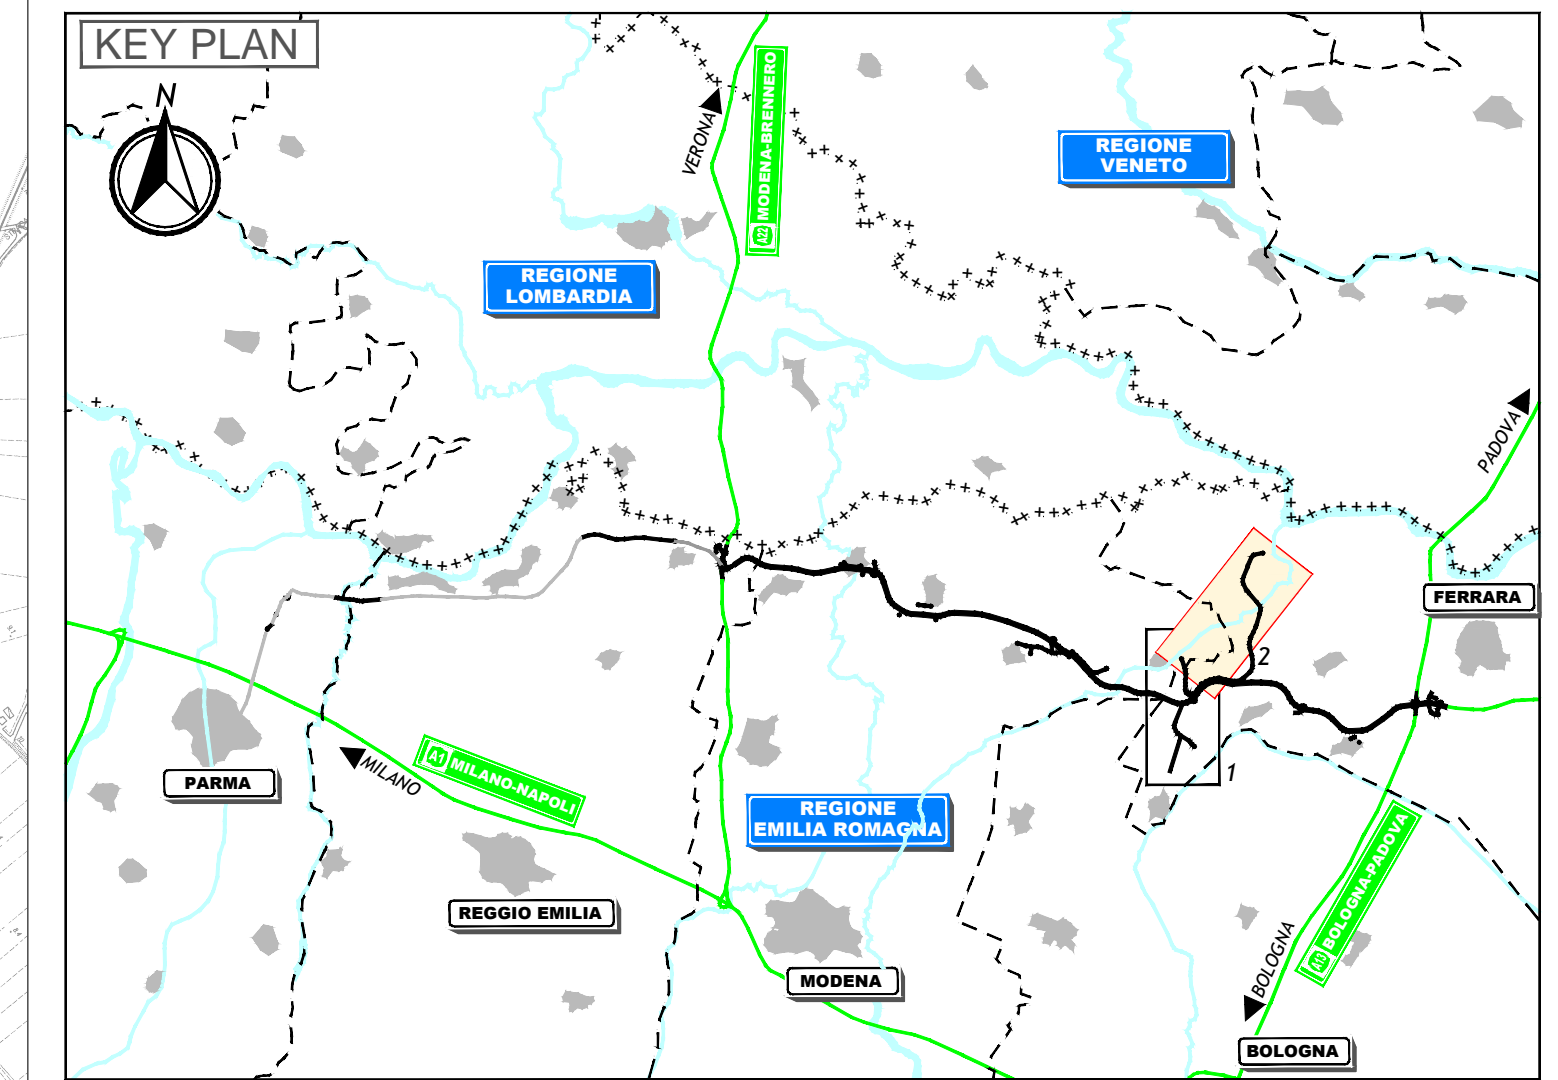 KEY PLAN
N
VERONA
A22 MODENA-BRENNERO
REGIONE
VENETO
REGIONE
LOMBARDIA
PADOVA
FERRARA
2
1
PARMA
MILANO
A1 MILANO-NAPOLI
REGIONE
EMILIA ROMAGNA
REGGIO EMILIA
MODENA
A13 BOLOGNA-PADOVA
BOLOGNA
BOLOGNA